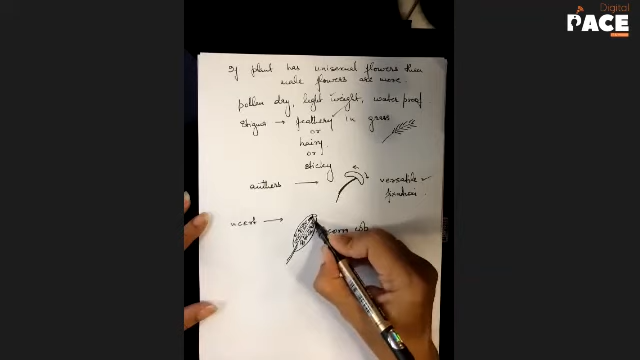 Digital
PACE
If plant has unisexual flowers then
male flowers are more.
pollen dry, light weight, water proof
Stigma → feathery in grass
or
hairy
or
sticky
anthers → versatile
fixation.
→ corn cob